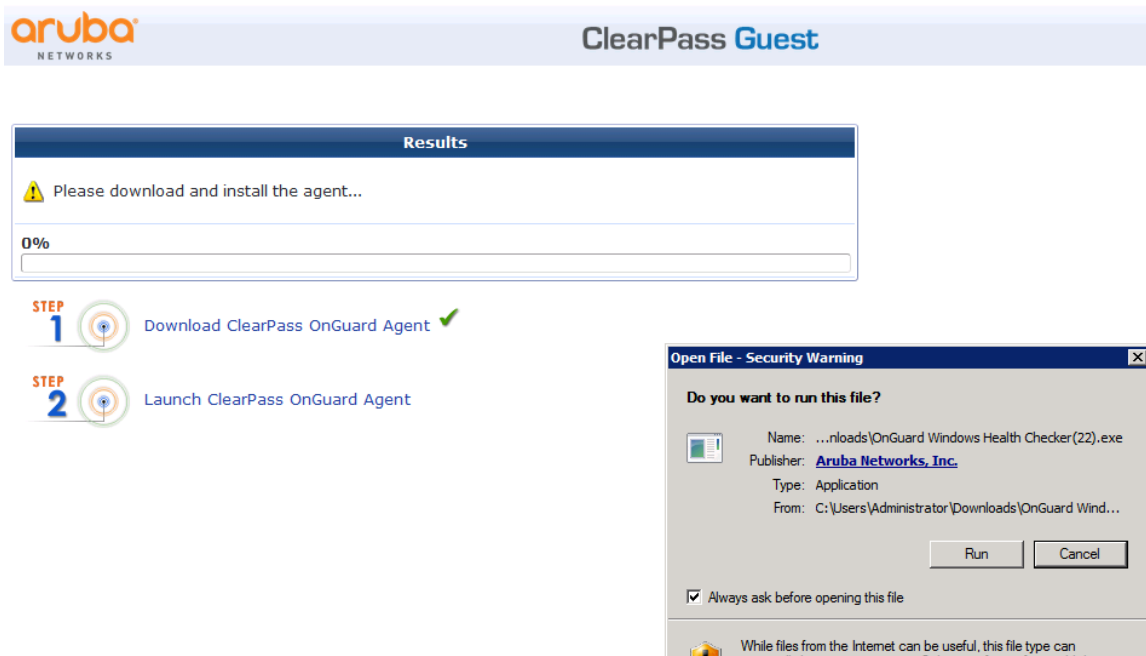 aruba
NETWORKS
ClearPass Guest
Results
Please download and install the agent...
0%
STEP
1
Download ClearPass OnGuard Agent
STEP
2
Launch ClearPass OnGuard Agent
Open File - Security Warning
Do you want to run this file?
Name: ...nloads\OnGuard Windows Health Checker(22).exe
Publisher: Aruba Networks, Inc.
Type: Application
From: C:\Users\Administrator\Downloads\OnGuard Wind...
Run Cancel
Always ask before opening this file
While files from the Internet can be useful, this file type can